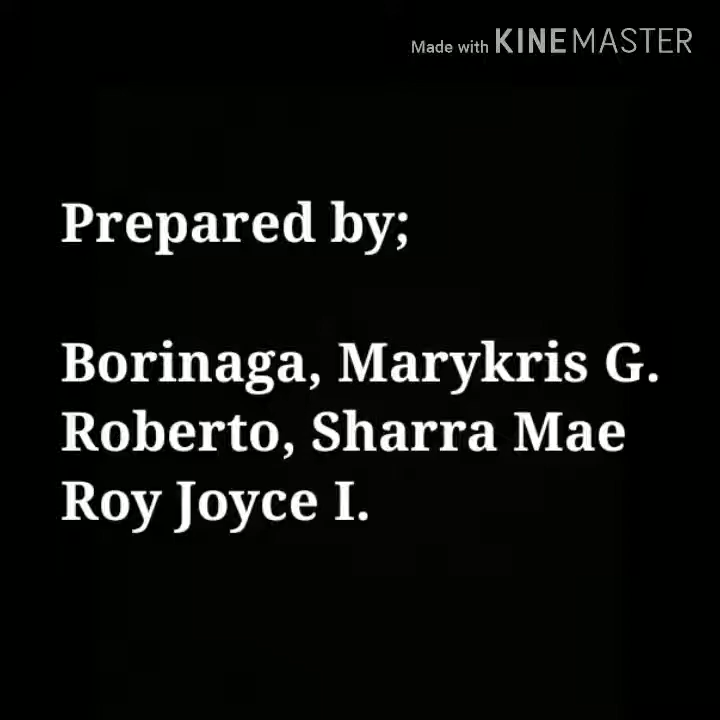 Made with KINEMASTER
Prepared by;
Borinaga, Marykris G.
Roberto, Sharra Mae
Roy Joyce I.